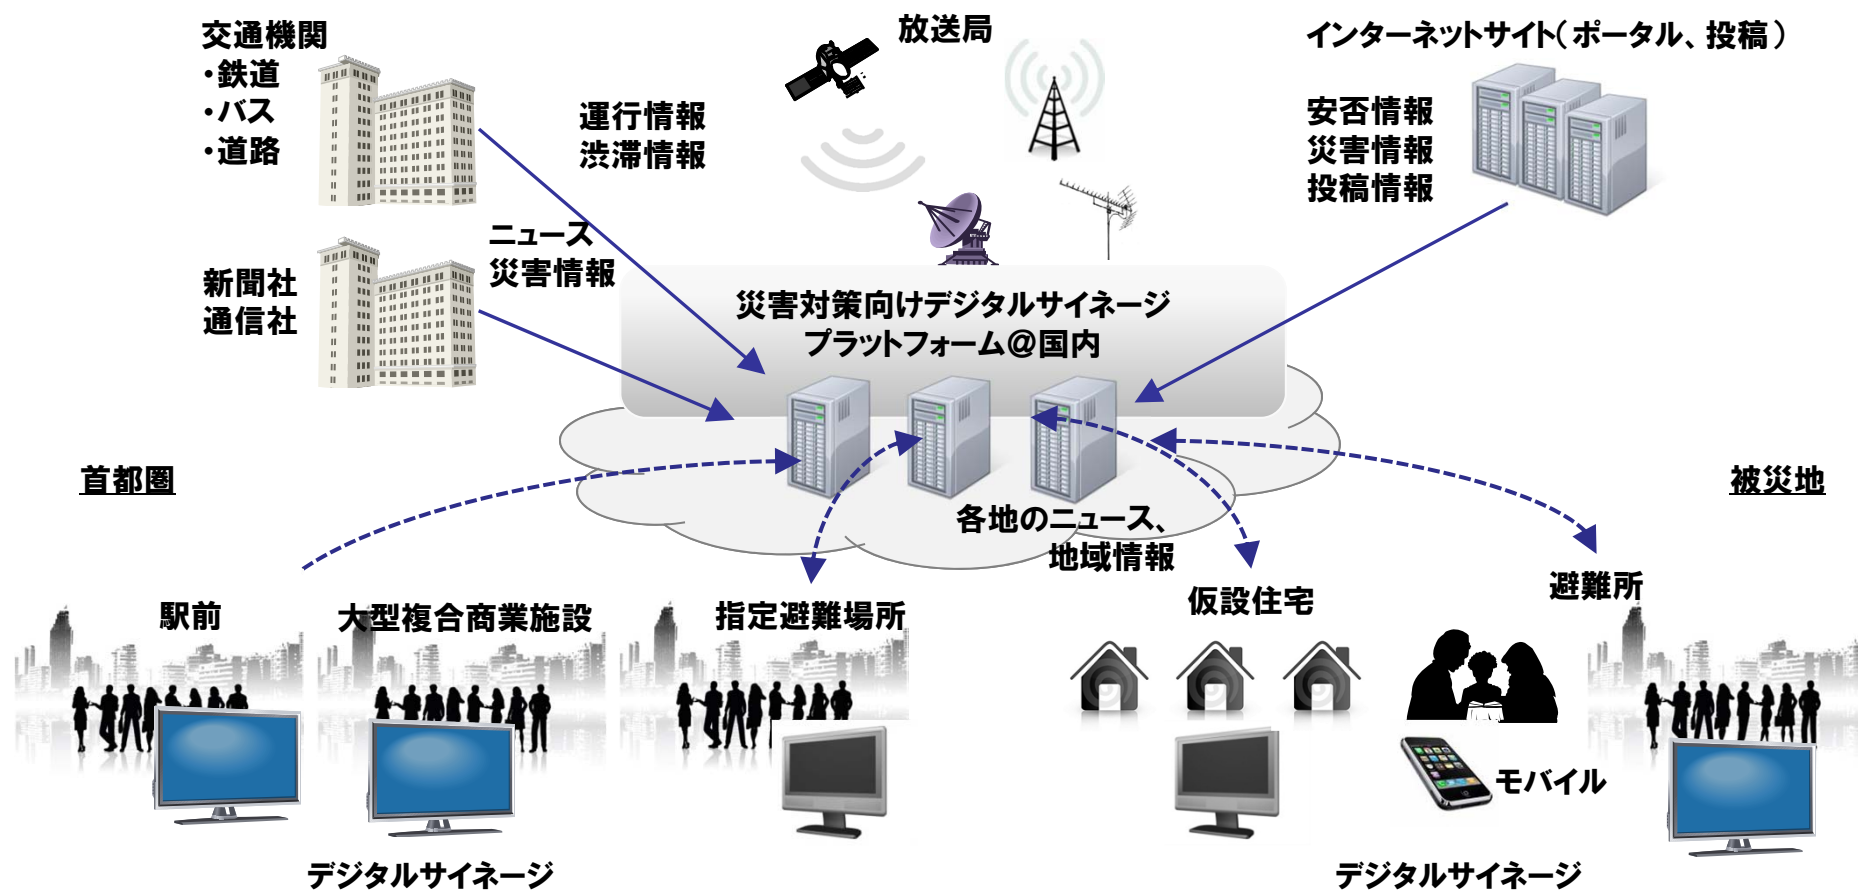 交通機関
・鉄道
・バス
・道路
運行情報
渋滞情報
放送局
インターネットサイト(ポータル、投稿)
安否情報
災害情報
投稿情報
新聞社
通信社
ニュース
災害情報
災害対策向けデジタルサイネージ
プラットフォーム@国内
首都圏
被災地
各地のニュース、
地域情報
駅前
大型複合商業施設
指定避難場所
仮設住宅
避難所
モバイル
デジタルサイネージ
デジタルサイネージ